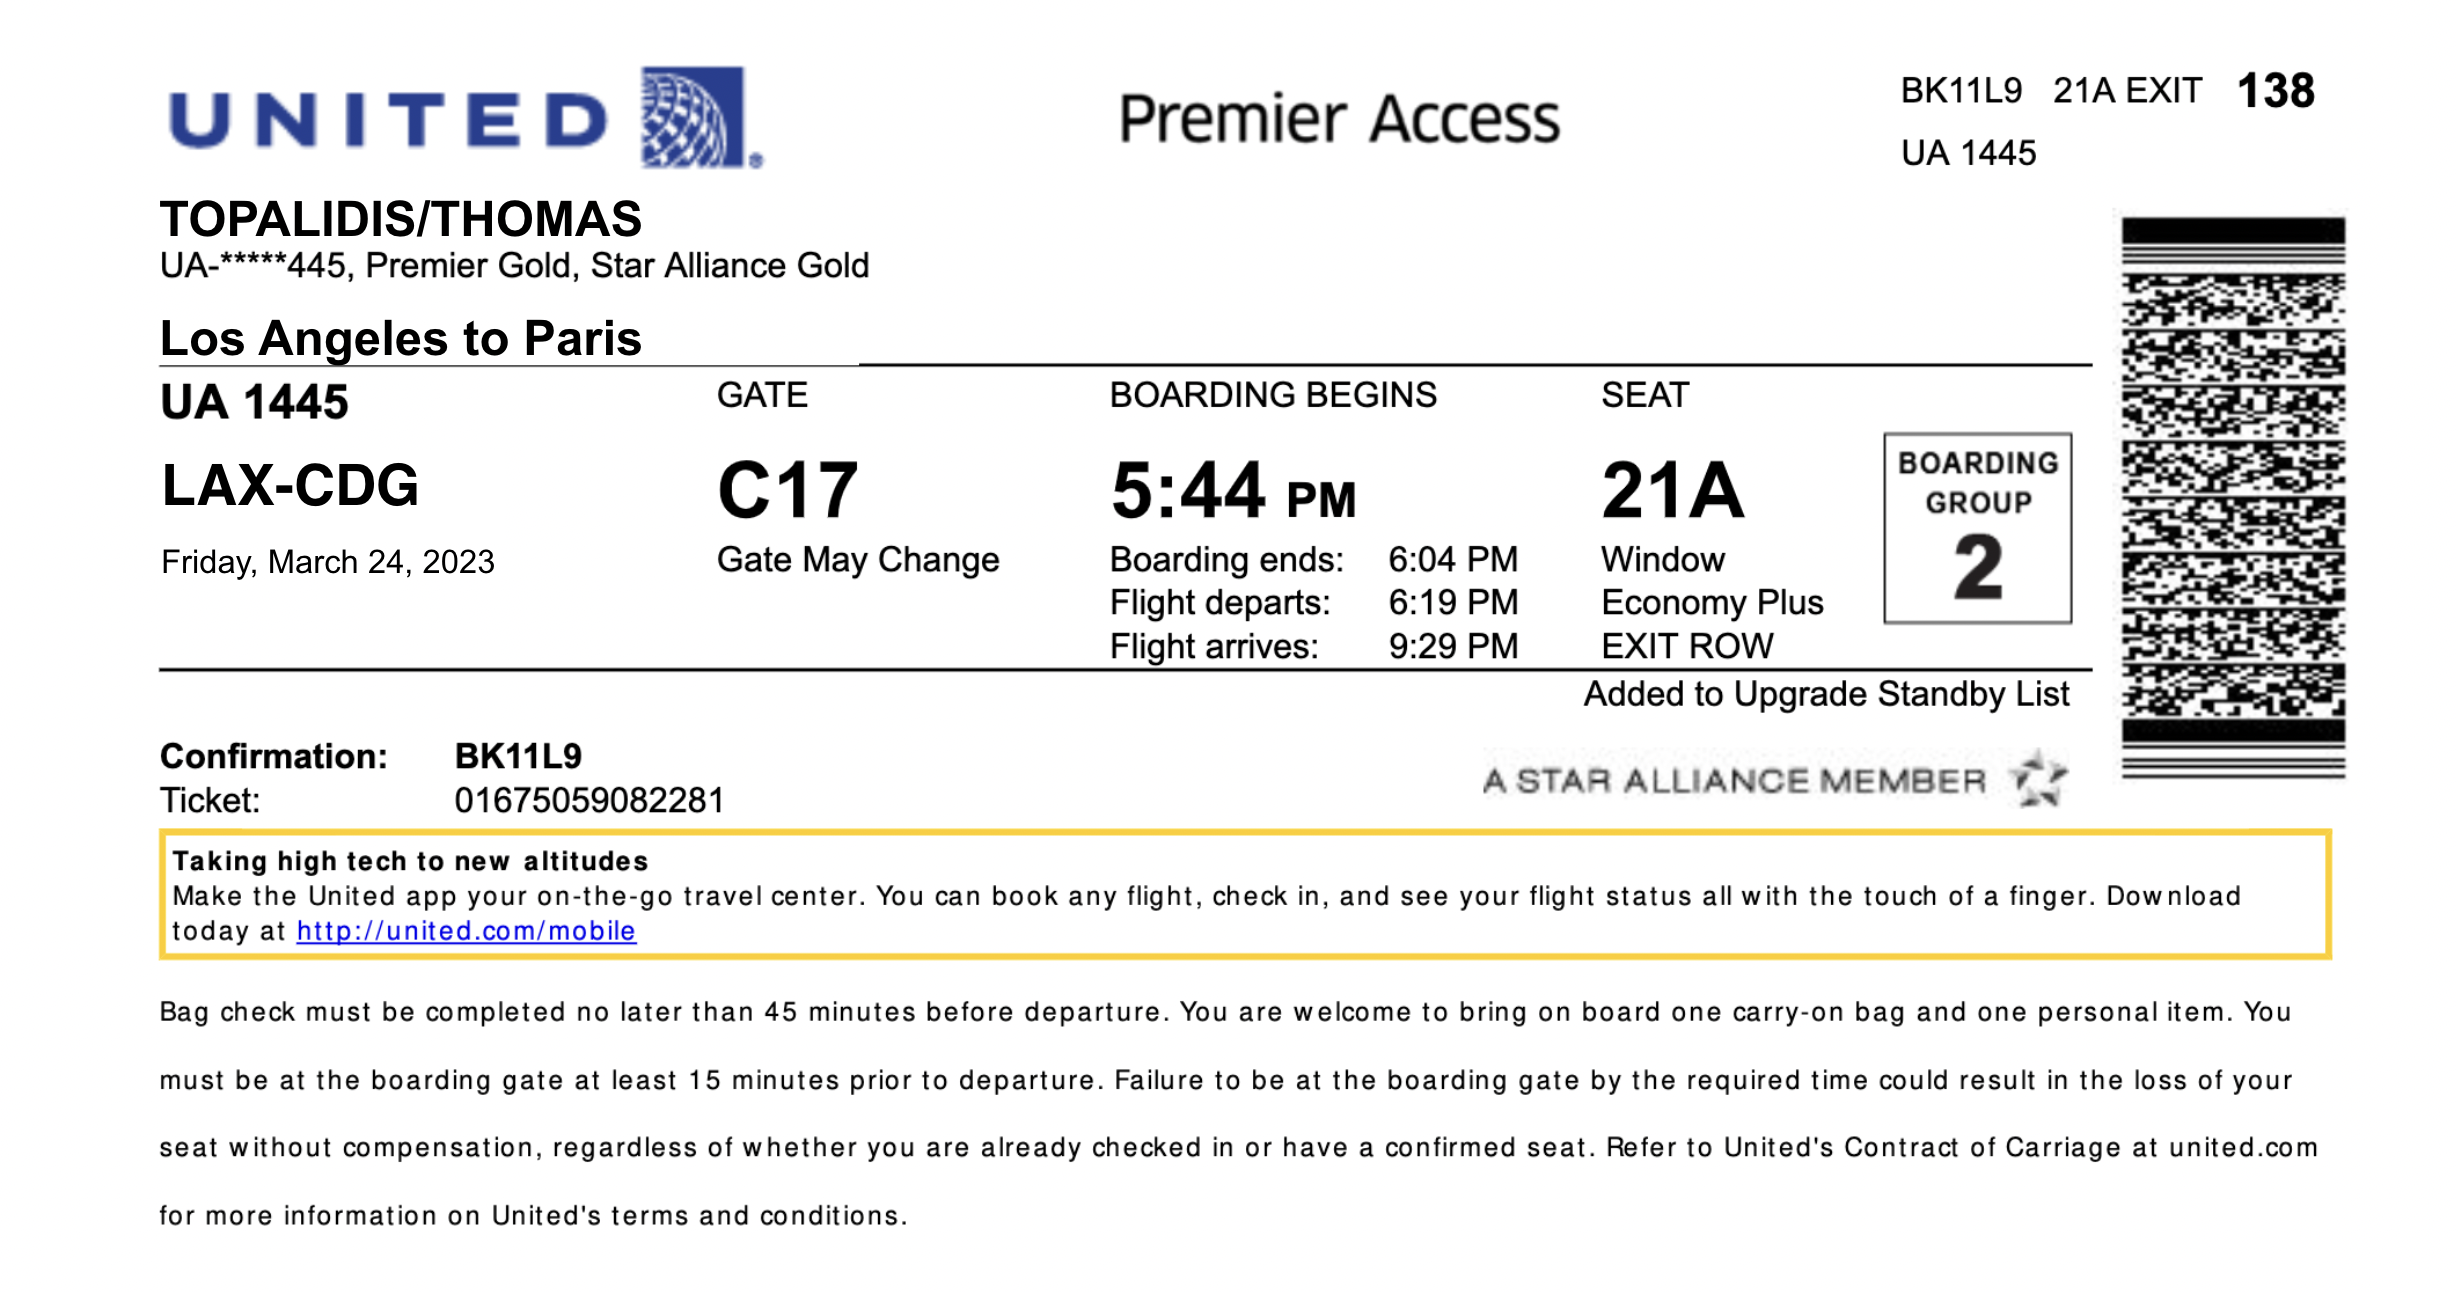 UNITED
Premier Access
BK11L9 21A EXIT 138
UA 1445
TOPALIDIS/THOMAS
UA-*****445, Premier Gold, Star Alliance Gold
Los Angeles to Paris
UA 1445 GATE BOARDING BEGINS SEAT
LAX-CDG C17 5:44 PM 21A
BOARDING
GROUP
2
Friday, March 24, 2023 Gate May Change Boarding ends: 6:04 PM Window
Flight departs: 6:19 PM Economy Plus
Flight arrives: 9:29 PM EXIT ROW
Added to Upgrade Standby List
Confirmation: BK11L9
Ticket: 01675059082281
A STAR ALLIANCE MEMBER
Taking high tech to new altitudes
Make the United app your on-the-go travel center. You can book any flight, check in, and see your flight status all with the touch of a finger. Download
today at http://united.com/mobile
Bag check must be completed no later than 45 minutes before departure. You are welcome to bring on board one carry-on bag and one personal item. You
must be at the boarding gate at least 15 minutes prior to departure. Failure to be at the boarding gate by the required time could result in the loss of your
seat without compensation, regardless of whether you are already checked in or have a confirmed seat. Refer to United's Contract of Carriage at united.com
for more information on United's terms and conditions.